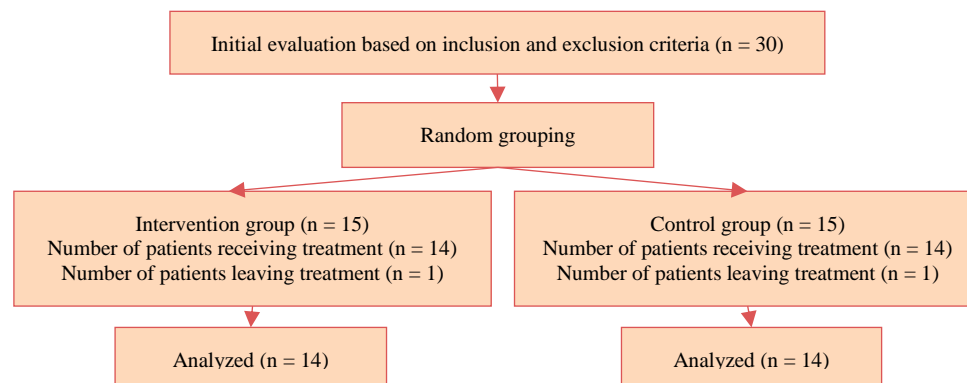 Initial evaluation based on inclusion and exclusion criteria (n = 30)
Random grouping
Intervention group (n = 15)
Number of patients receiving treatment (n = 14)
Number of patients leaving treatment (n = 1)
Control group (n = 15)
Number of patients receiving treatment (n = 14)
Number of patients leaving treatment (n = 1)
Analyzed (n = 14)
Analyzed (n = 14)